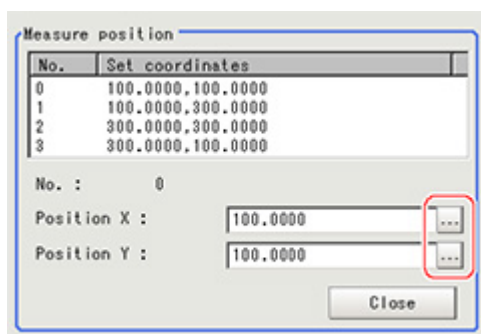 Measure position
No. Set coordinates
0 100.0000,100.0000
1 100.0000,300.0000
2 300.0000,300.0000
3 300.0000,100.0000
No. : 0
Position X : 100.0000 ...
Position Y : 100.0000 ...
Close